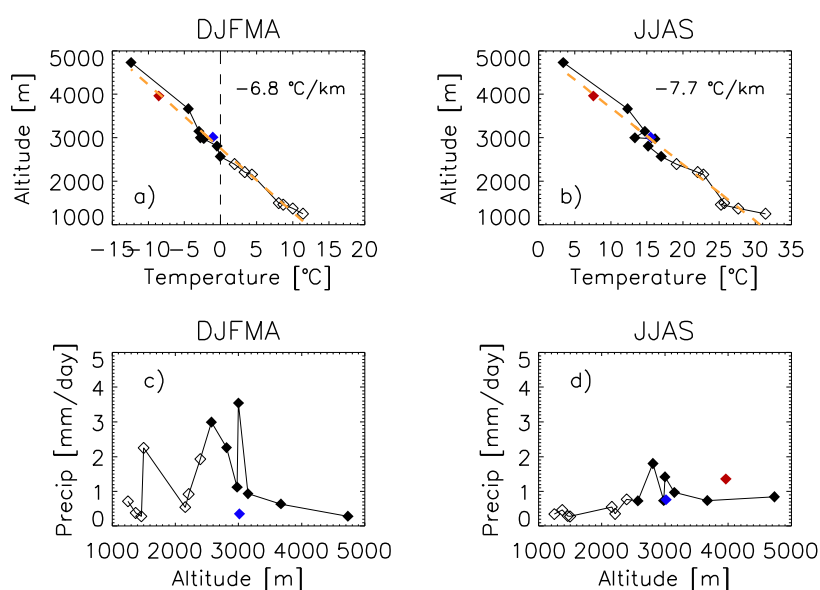 DJFMA
JJAS
5000
4000
3000
2000
1000
Altitude [m]
−6.8 °C/km
a)
−15 −10 −5 0 5 10 15 20
Temperature [°C]
5000
4000
3000
2000
1000
Altitude [m]
−7.7 °C/km
b)
0 5 10 15 20 25 30 35
Temperature [°C]
DJFMA
JJAS
5
4
3
2
1
0
Precip [mm/day]
c)
1000 2000 3000 4000 5000
Altitude [m]
5
4
3
2
1
0
Precip [mm/day]
d)
1000 2000 3000 4000 5000
Altitude [m]